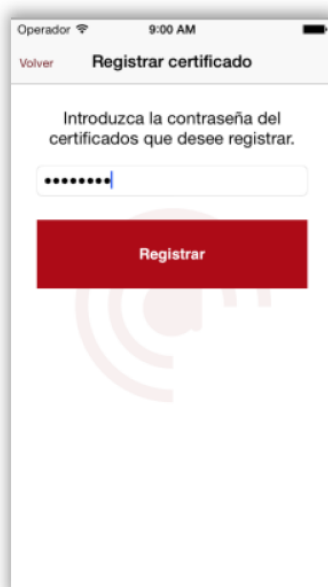 Operador 9:00 AM
Volver Registrar certificado
Introduzca la contraseña del
certificados que desee registrar.
••••••••
Registrar